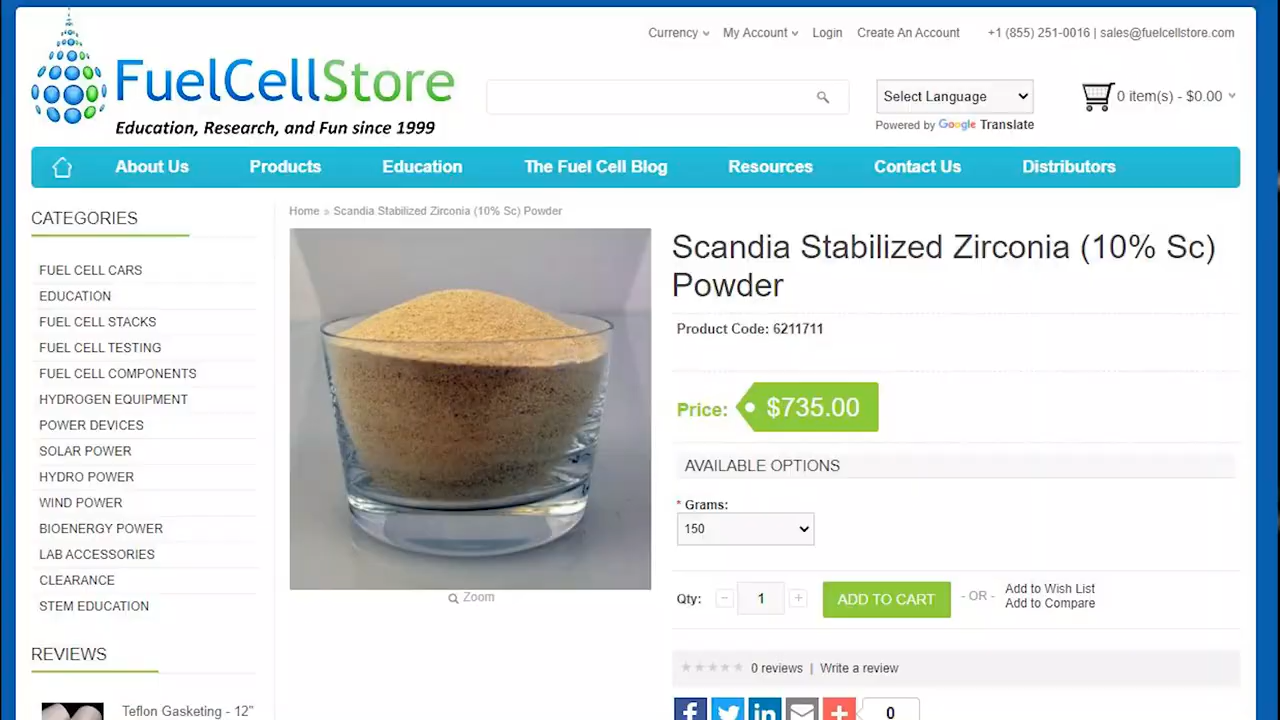 Currency
My Account
Login
Create An Account
+1 (855) 251-0016 | sales@fuelcellstore.com
FuelCellStore
Education, Research, and Fun since 1999
Select Language
Powered by Google Translate
0 item(s) - $0.00
About Us
Products
Education
The Fuel Cell Blog
Resources
Contact Us
Distributors
CATEGORIES
FUEL CELL CARS
EDUCATION
FUEL CELL STACKS
FUEL CELL TESTING
FUEL CELL COMPONENTS
HYDROGEN EQUIPMENT
POWER DEVICES
SOLAR POWER
HYDRO POWER
WIND POWER
BIOENERGY POWER
LAB ACCESSORIES
CLEARANCE
STEM EDUCATION
REVIEWS
Teflon Gasketing - 12"
Home » Scandia Stabilized Zirconia (10% Sc) Powder
Zoom
Scandia Stabilized Zirconia (10% Sc)
Powder
Product Code: 6211711
Price: $735.00
AVAILABLE OPTIONS
* Grams:
150
Qty: − 1 +
ADD TO CART
- OR -
Add to Wish List
Add to Compare
0 reviews | Write a review
0